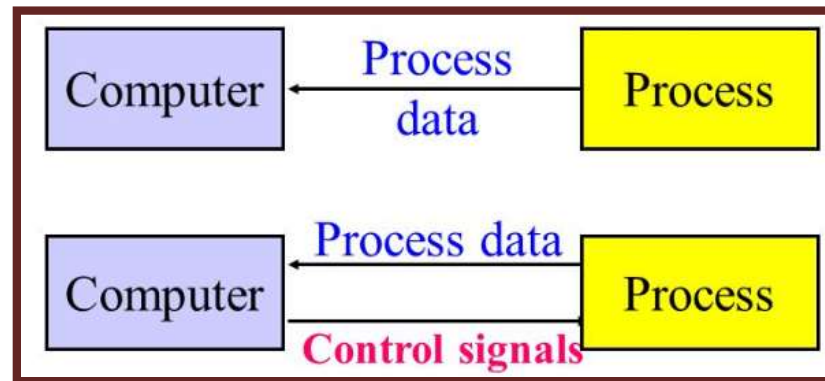 Computer
Process
data
Process
Computer
Process data
Control signals
Process